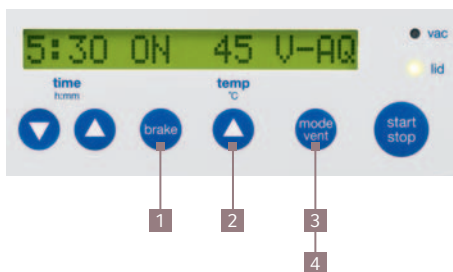 5:30 ON 45 V-AQ
vac
lid
time
h:mm
temp
°C
brake
mode
vent
start
stop
1
2
3
4